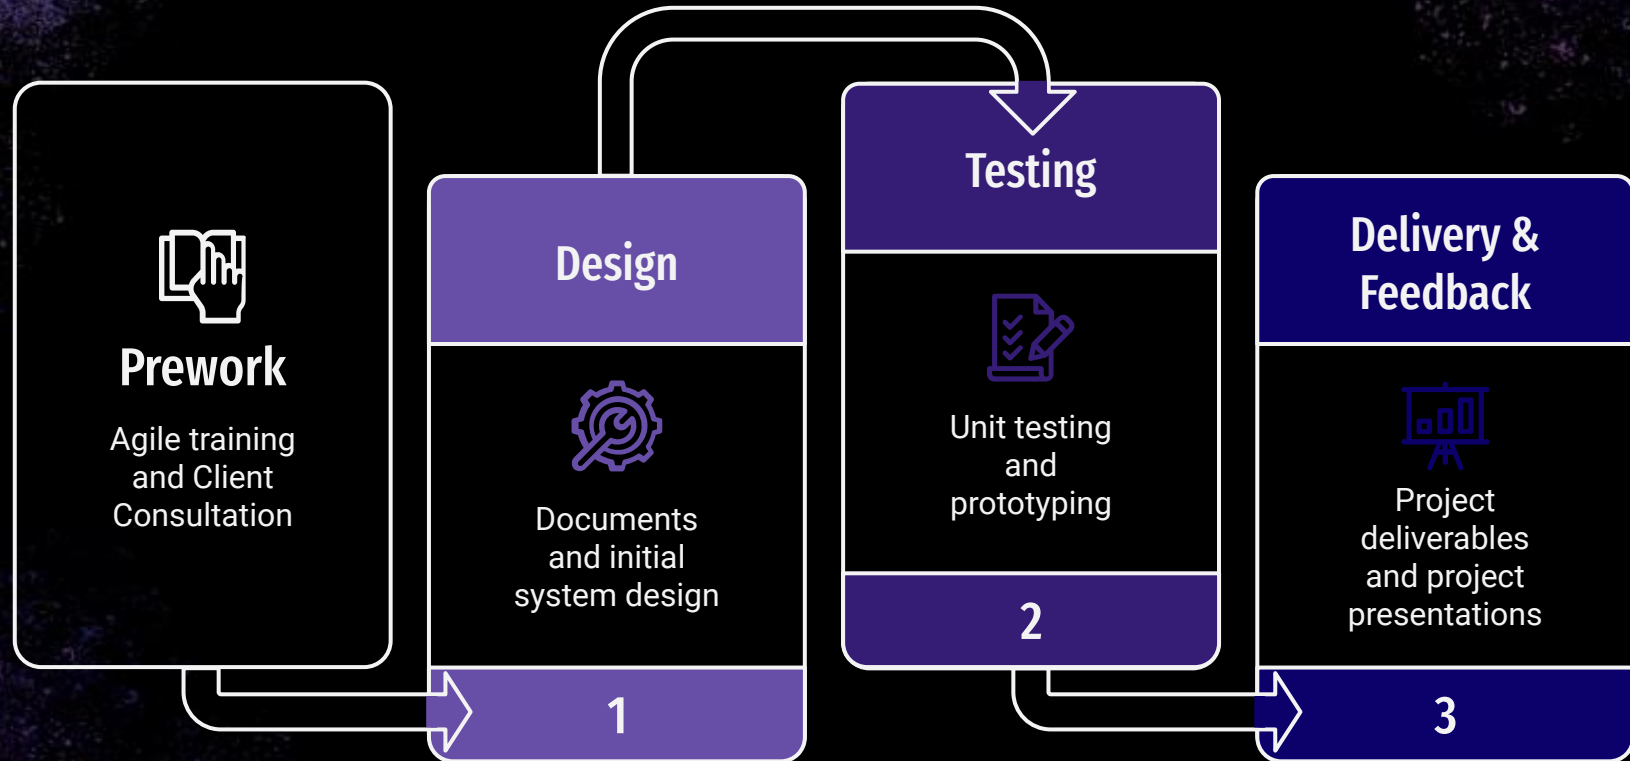 Prework
Agile training
and Client
Consultation
Design
Documents
and initial
system design
1
Testing
Unit testing
and
prototyping
2
Delivery &
Feedback
Project
deliverables
and project
presentations
3